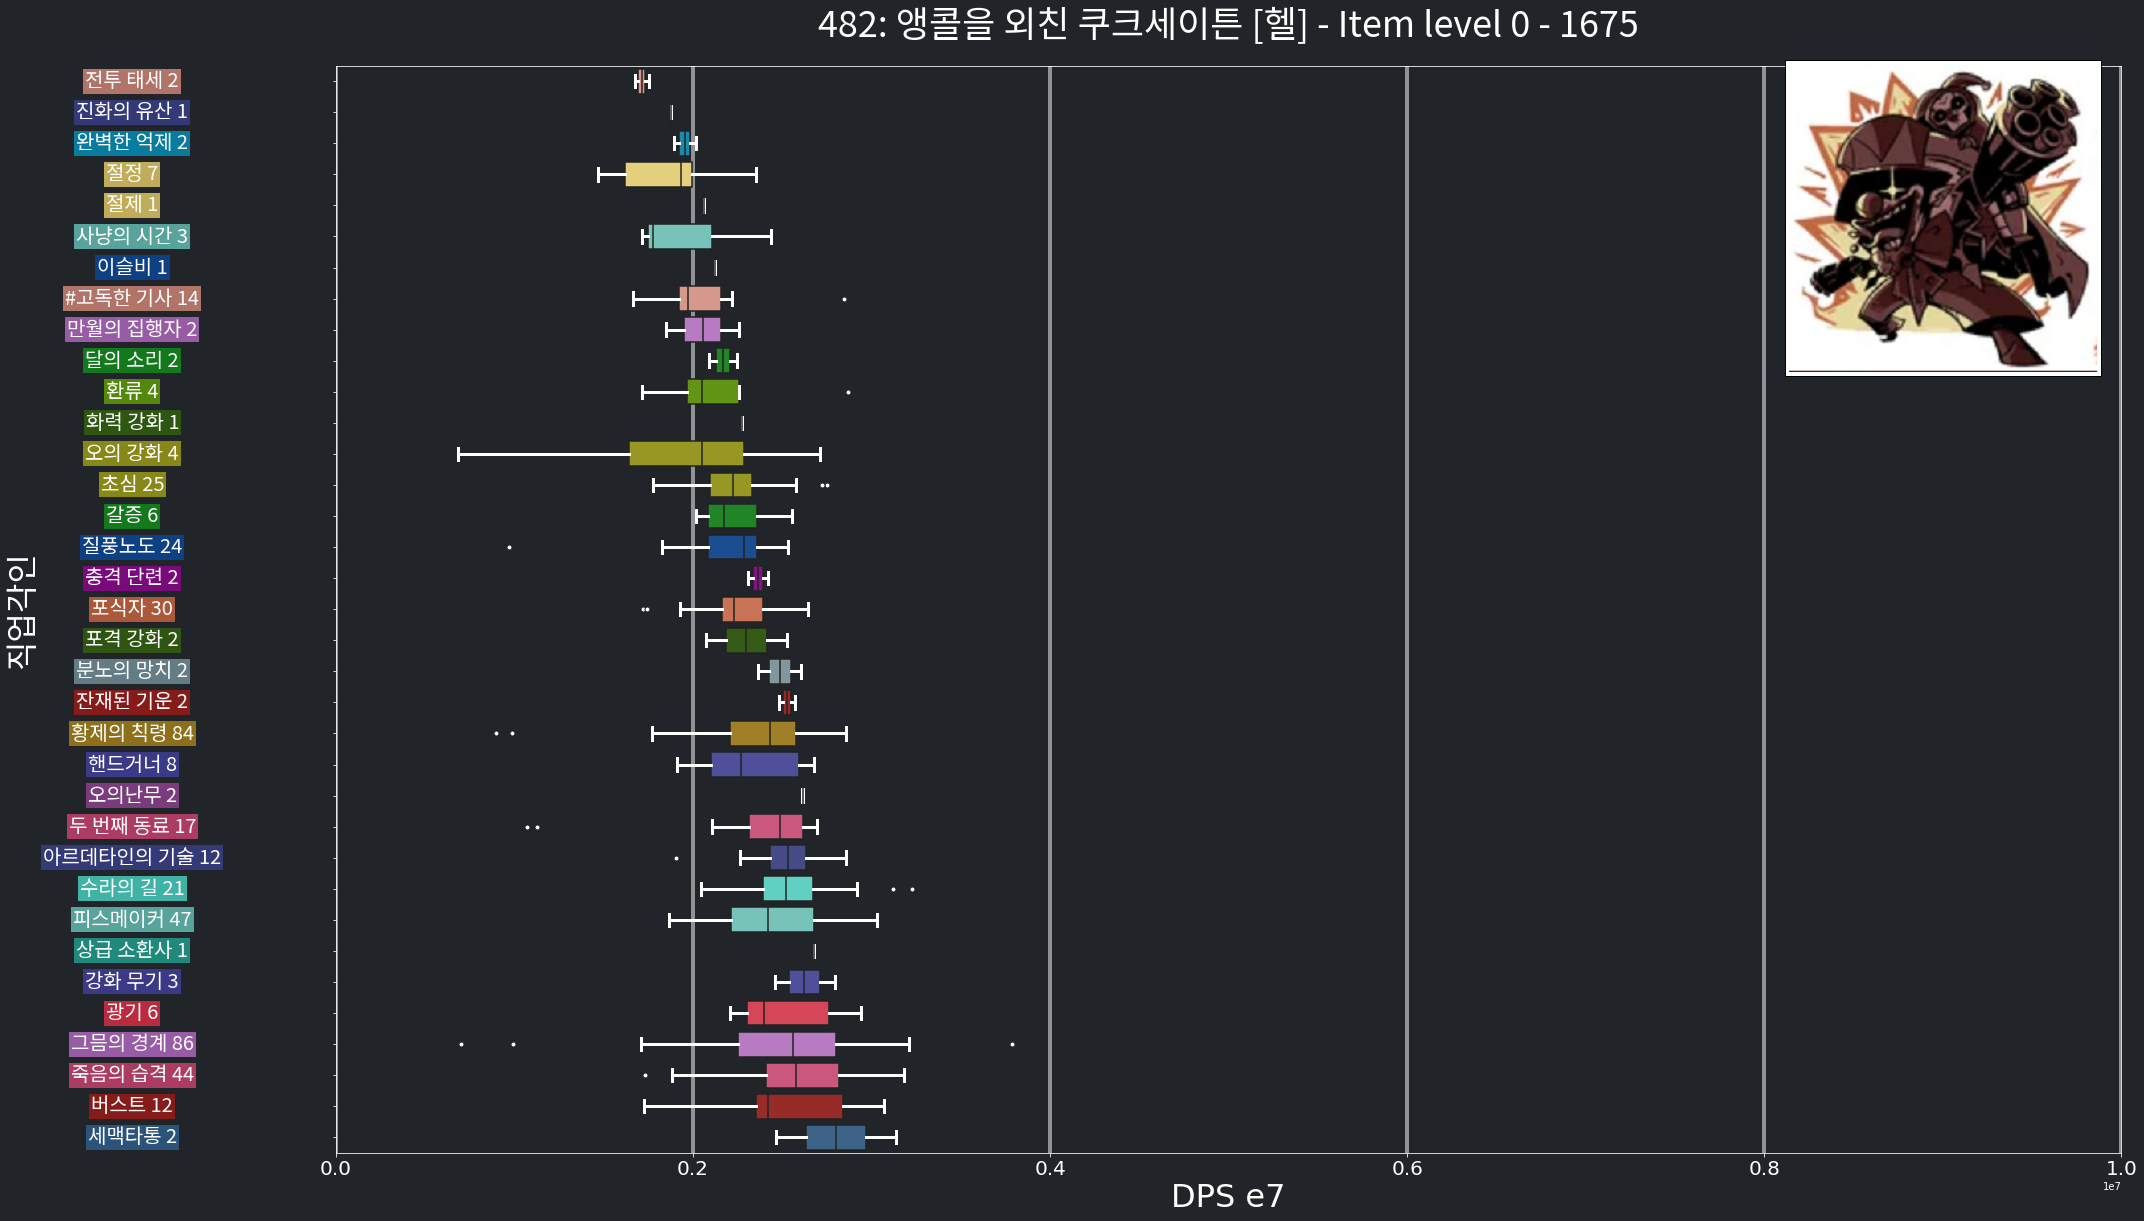 482: 앵콜을 외친 쿠크세이튼 [헬] - Item level 0 - 1675
전투 태세 2
진화의 유산 1
완벽한 억제 2
절정 7
절제 1
사냥의 시간 3
이슬비 1
#고독한 기사 14
만월의 집행자 2
달의 소리 2
환류 4
화력 강화 1
오의 강화 4
초심 25
갈증 6
질풍노도 24
충격 단련 2
포식자 30
포격 강화 2
분노의 망치 2
잔재된 기운 2
황제의 칙령 84
핸드거너 8
오의난무 2
두 번째 동료 17
아르데타인의 기술 12
수라의 길 21
피스메이커 47
상급 소환사 1
강화 무기 3
광기 6
그믐의 경계 86
죽음의 습격 44
버스트 12
세맥타통 2
직업각인
0.0 0.2 0.4 0.6 0.8 1.0
1e7
DPS e7